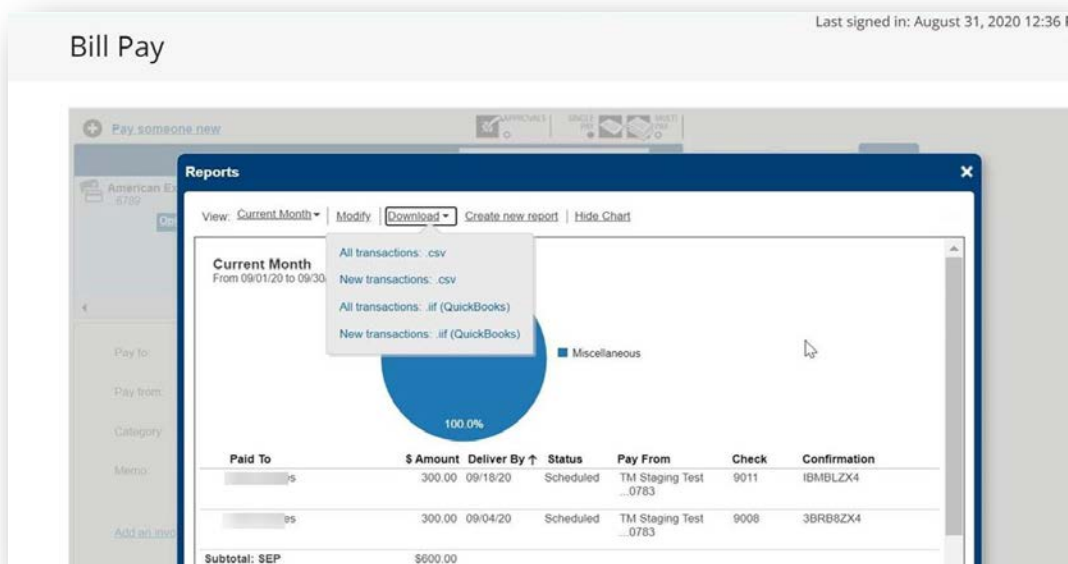 Last signed in: August 31, 2020 12:36
Bill Pay
Pay someone new
APPROVALS
SINGLE PAY
MULTI PAY
Reports
American Ex
6789
View: Current Month Modify Download Create new report Hide Chart
All transactions: .csv
New transactions: .csv
All transactions: .iif (QuickBooks)
New transactions: .iif (QuickBooks)
Current Month
From 09/01/20 to 09/30
Miscellaneous
100.0%
Pay to:
Pay from:
Category
Memo
Add an invo
Paid To $ Amount Deliver By ↑ Status Pay From Check Confirmation
es 300.00 09/18/20 Scheduled TM Staging Test 9011 IBMBLZX4
...0783
es 300.00 09/04/20 Scheduled TM Staging Test 9008 3BRB8ZX4
...0783
Subtotal: SEP $600.00